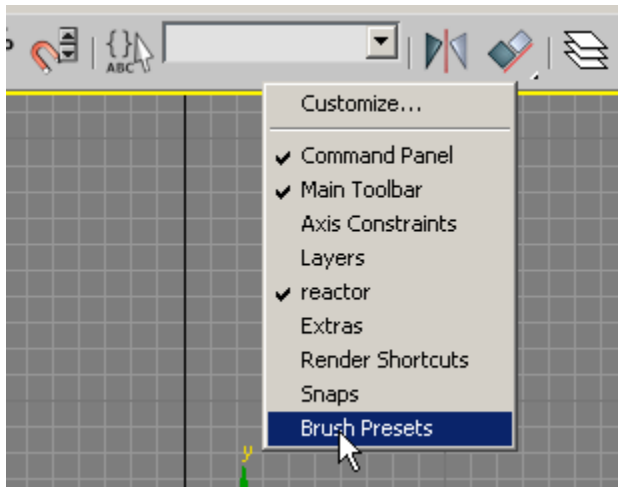 {}
ABC
Customize...
Command Panel
Main Toolbar
Axis Constraints
Layers
reactor
Extras
Render Shortcuts
Snaps
Brush Presets
y